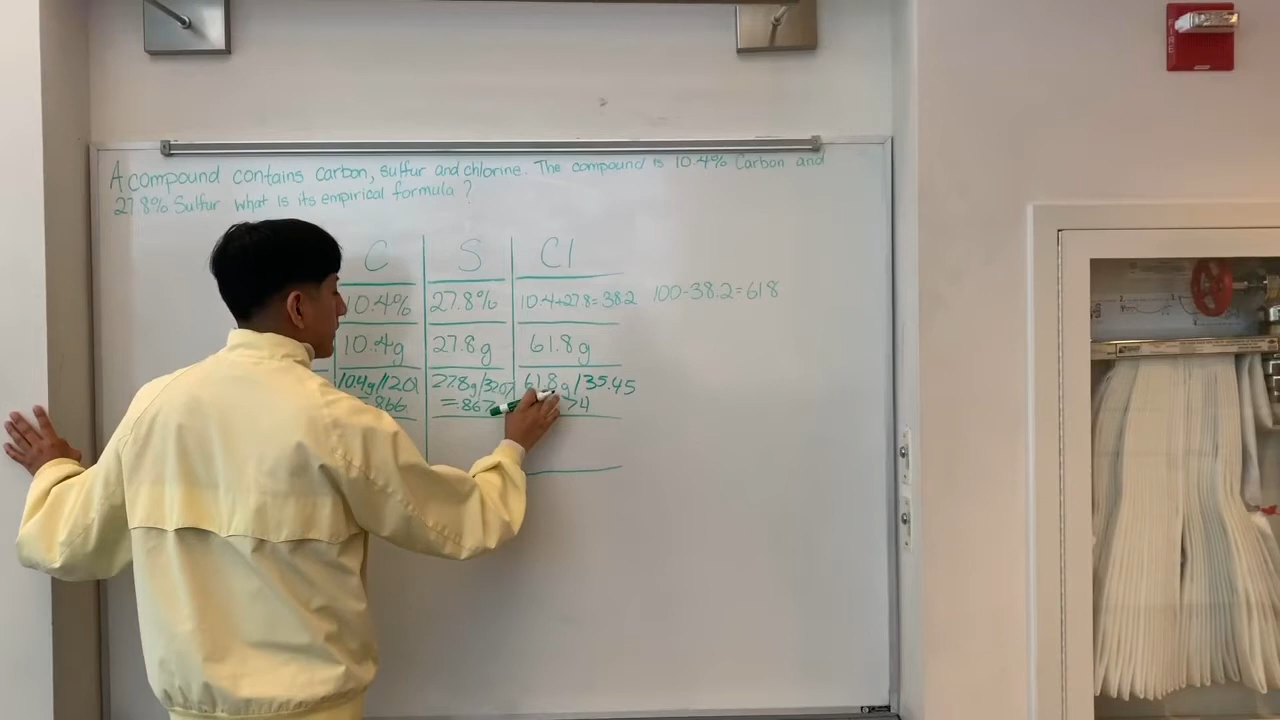 A compound contains carbon, sulfur and chlorine. The compound is 10.4% Carbon and
27.8% Sulfur what is its empirical formula ?
C S Cl
10.4% 27.8% 10.4+27.8=38.2 100-38.2=61.8
10.4g 27.8g 61.8g
10.4g/12.01 27.8g/32.07 61.8g/35.45
=.866 =.867 74
FIRE